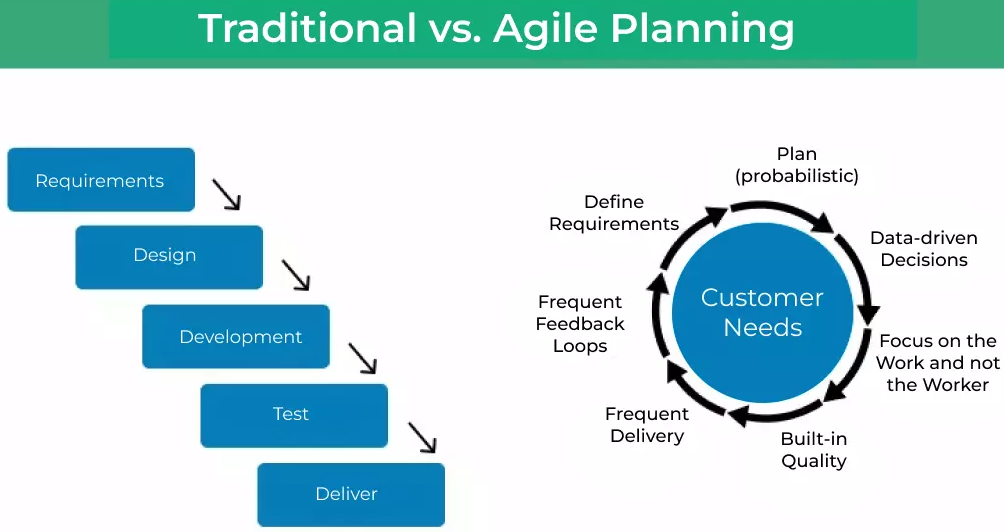 Traditional vs. Agile Planning
Requirements
Design
Development
Test
Deliver
Plan
(probabilistic)
Data-driven
Decisions
Focus on the
Work and not
the Worker
Built-in
Quality
Frequent
Delivery
Frequent
Feedback
Loops
Define
Requirements
Customer
Needs